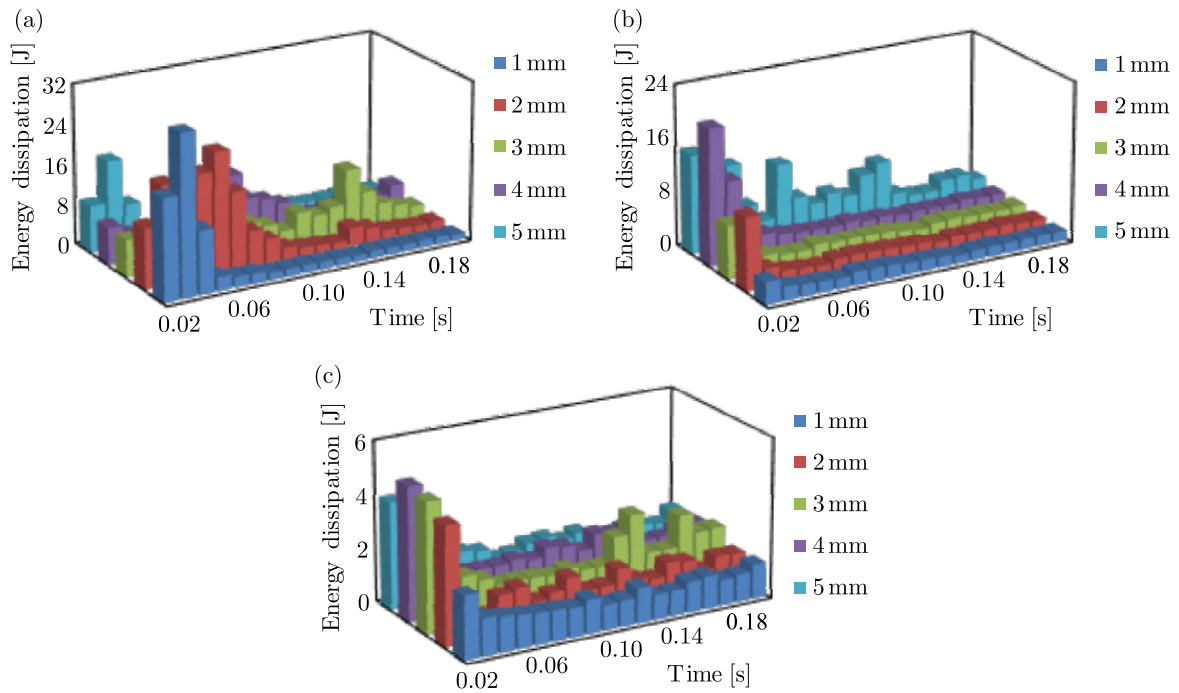 (a)
Energy dissipation [J]
32
24
16
8
0
0.02
0.06
0.10
0.14
0.18
Time [s]
1 mm
2 mm
3 mm
4 mm
5 mm
(b)
Energy dissipation [J]
24
16
8
0
0.02
0.06
0.10
0.14
0.18
Time [s]
1 mm
2 mm
3 mm
4 mm
5 mm
(c)
Energy dissipation [J]
6
4
2
0
0.02
0.06
0.10
0.14
0.18
Time [s]
1 mm
2 mm
3 mm
4 mm
5 mm